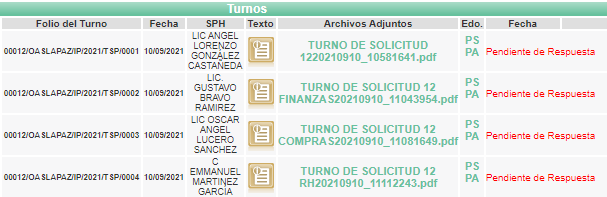 Turnos
Folio del Turno Fecha SPH Texto Archivos Adjuntos Edo. Fecha
00012/OASLAPAZ/IP/2021/TSP/0001 10/09/2021 LIC ANGEL LORENZO GONZÁLEZ CASTAÑEDA TURNO DE SOLICITUD 1220210910_10581641.pdf PS PA Pendiente de Respuesta
00012/OASLAPAZ/IP/2021/TSP/0002 10/09/2021 LIC. GUSTAVO BRAVO RAMIREZ TURNO DE SOLICITUD 12 FINANZAS20210910_11043954.pdf PS PA Pendiente de Respuesta
00012/OASLAPAZ/IP/2021/TSP/0003 10/09/2021 LIC OSCAR ANGEL LUCERO SANCHEZ TURNO DE SOLICITUD 12 COMPRAS20210910_11081649.pdf PS PA Pendiente de Respuesta
00012/OASLAPAZ/IP/2021/TSP/0004 10/09/2021 C EMMANUEL MARTINEZ GARCÍA TURNO DE SOLICITUD 12 RH20210910_11112243.pdf PS PA Pendiente de Respuesta